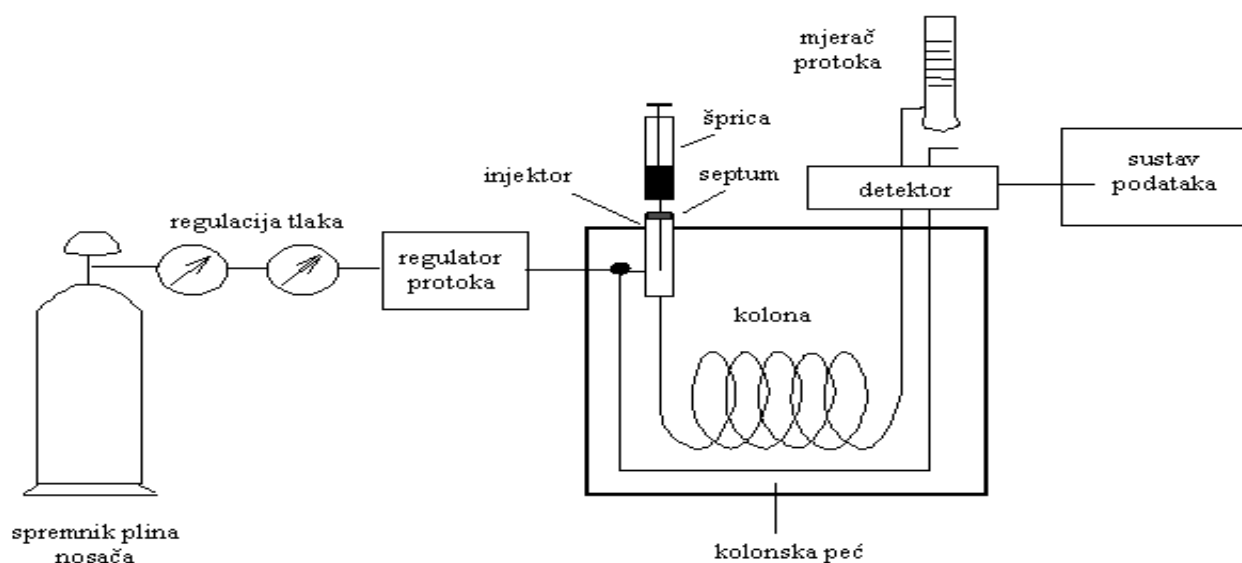 mjerač
protoka
šprica
injektor
septum
sustav
podataka
detektor
regulacija tlaka
regulator
protoka
kolona
spremnik plina
nosača
kolonska peć